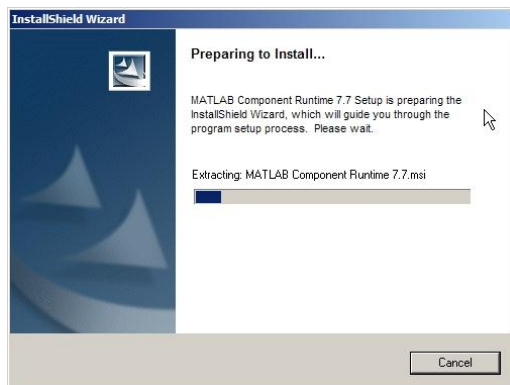 InstallShield Wizard
Preparing to Install...
MATLAB Component Runtime 7.7 Setup is preparing the
InstallShield Wizard, which will guide you through the
program setup process. Please wait.
Extracting: MATLAB Component Runtime 7.7.msi
Cancel